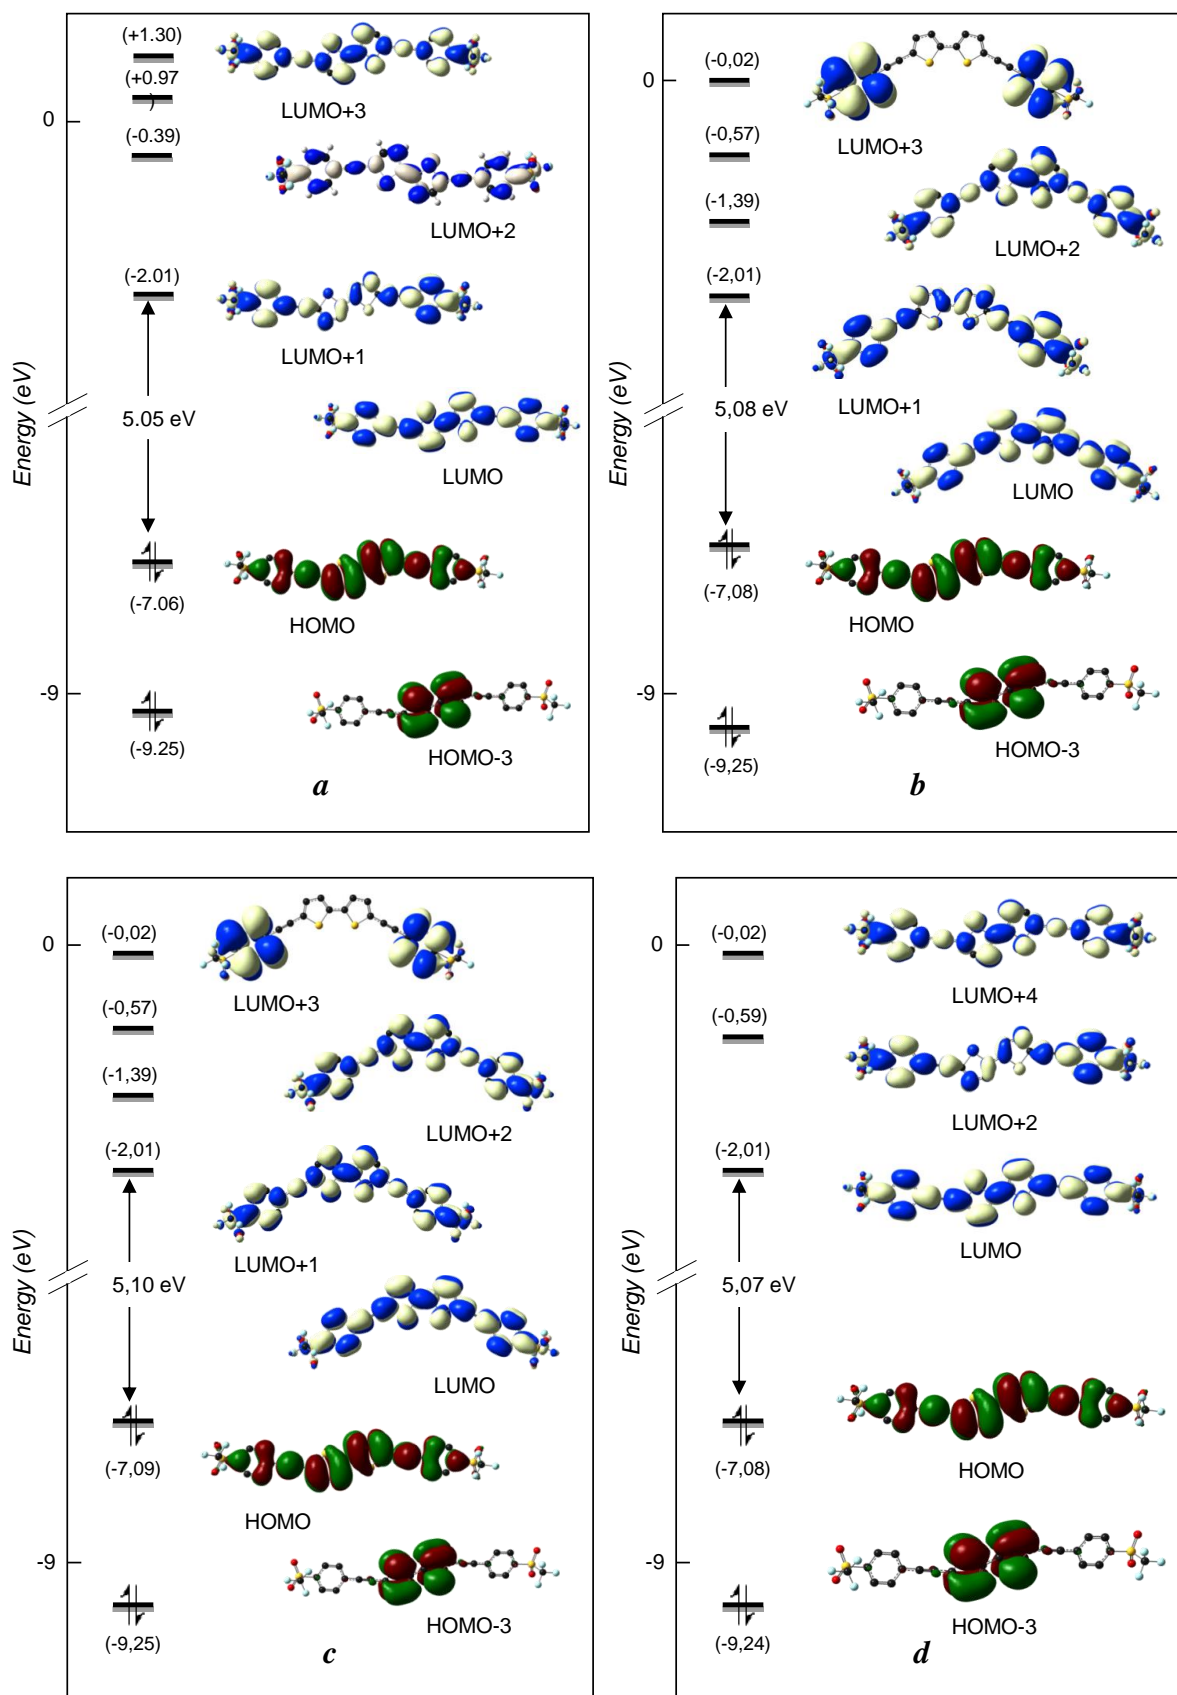 (+1.30)
(+0.97
)
LUMO+3
0
(-0.39)
LUMO+2
(-2.01)
LUMO+1
Energy (eV)
5.05 eV
LUMO
(-7.06)
HOMO
-9
(-9.25)
HOMO-3
a
(-0,02)
0
LUMO+3
(-0,57)
(-1,39)
LUMO+2
(-2,01)
Energy (eV)
5,08 eV
LUMO+1
LUMO
(-7,08)
HOMO
-9
(-9,25)
HOMO-3
b
(-0,02)
0
LUMO+3
(-0,57)
(-1,39)
LUMO+2
(-2,01)
LUMO+1
Energy (eV)
5,10 eV
LUMO
(-7,09)
HOMO
-9
(-9,25)
HOMO-3
c
(-0,02)
0
LUMO+4
(-0,59)
LUMO+2
(-2,01)
LUMO
Energy (eV)
5,07 eV
(-7,08)
HOMO
-9
(-9,24)
HOMO-3
d